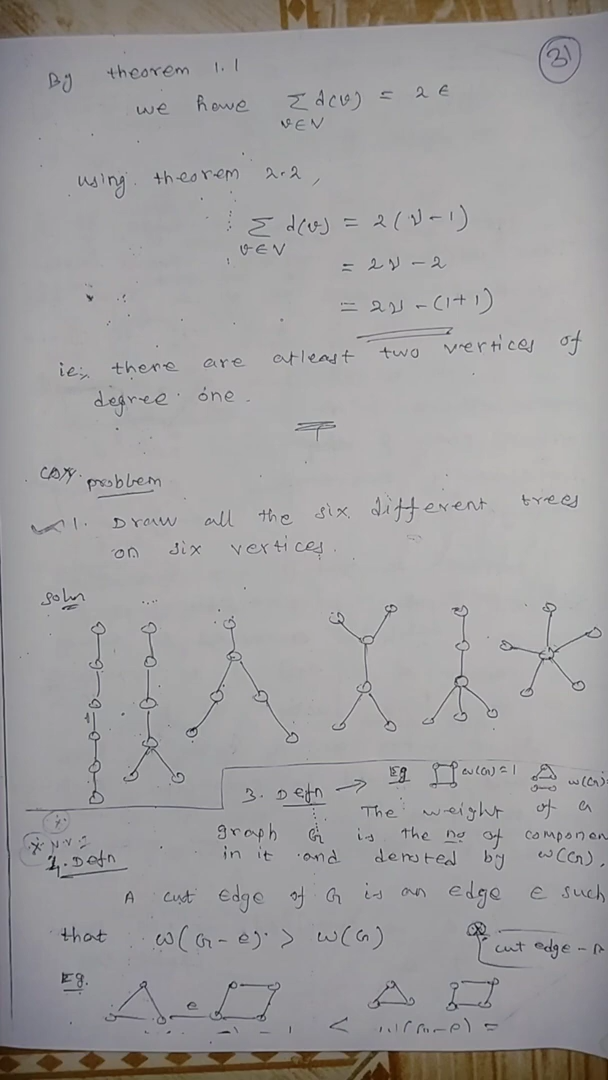 31
By theorem 1.1
we have Σ d(v) = 2ε
v∈V
using theorem 2.2,
Σ d(v) = 2(ν-1)
v∈V
= 2ν-2
= 2ν-(1+1)
ie;, there are atleast two vertices of
degree one.
problem
1. Draw all the six different trees
on six vertices.
soln
3. Defn → Eg ω(G)=1 ω(G)=
The weight of a
graph G is the no of componen
in it and denoted by ω(G).
2. Defn
A cut edge of G is an edge e such
that ω(G-e) > ω(G)
cut edge -
Eg.
e
<